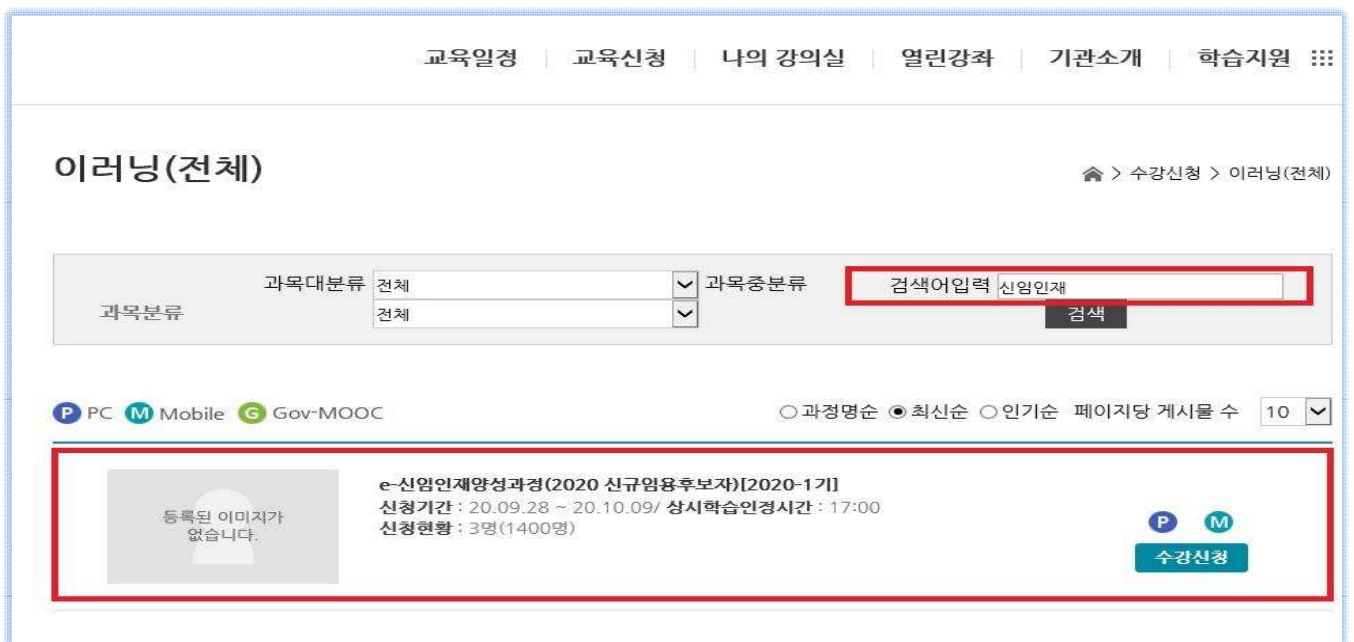 교육일정 교육신청 나의 강의실 열린강좌 기관소개 학습지원
이러닝(전체)
> 수강신청 > 이러닝(전체)
과목대분류 전체 과목중분류 검색어입력 신임인재
과목분류 전체 검색
P PC M Mobile G Gov-MOOC 과정명순 최신순 인기순 페이지당 게시물 수 10
e-신임인재양성과정(2020 신규임용후보자)[2020-1기]
신청기간 : 20.09.28 ~ 20.10.09/ 상시학습인정시간 : 17:00
신청현황 : 3명(1400명)
등록된 이미지가
없습니다.
P M
수강신청